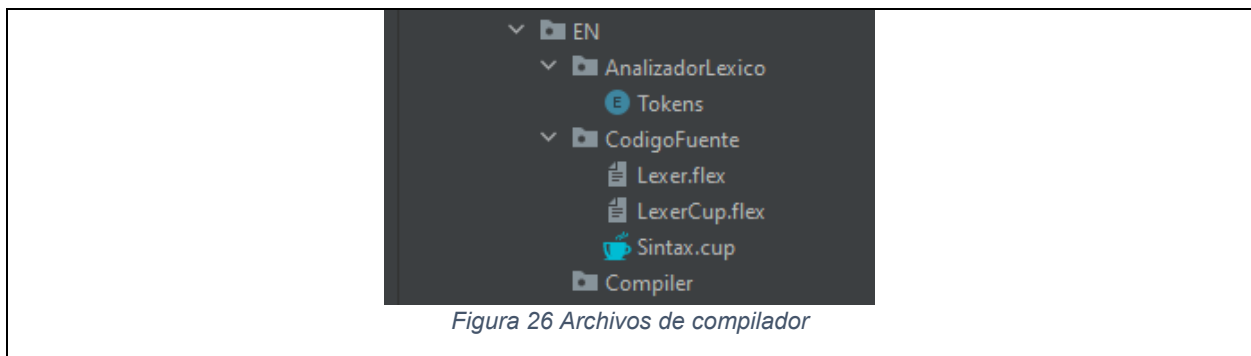 EN
AnalizadorLexico
E Tokens
CodigoFuente
Lexer.flex
LexerCup.flex
Sintax.cup
Compiler
Figura 26 Archivos de compilador